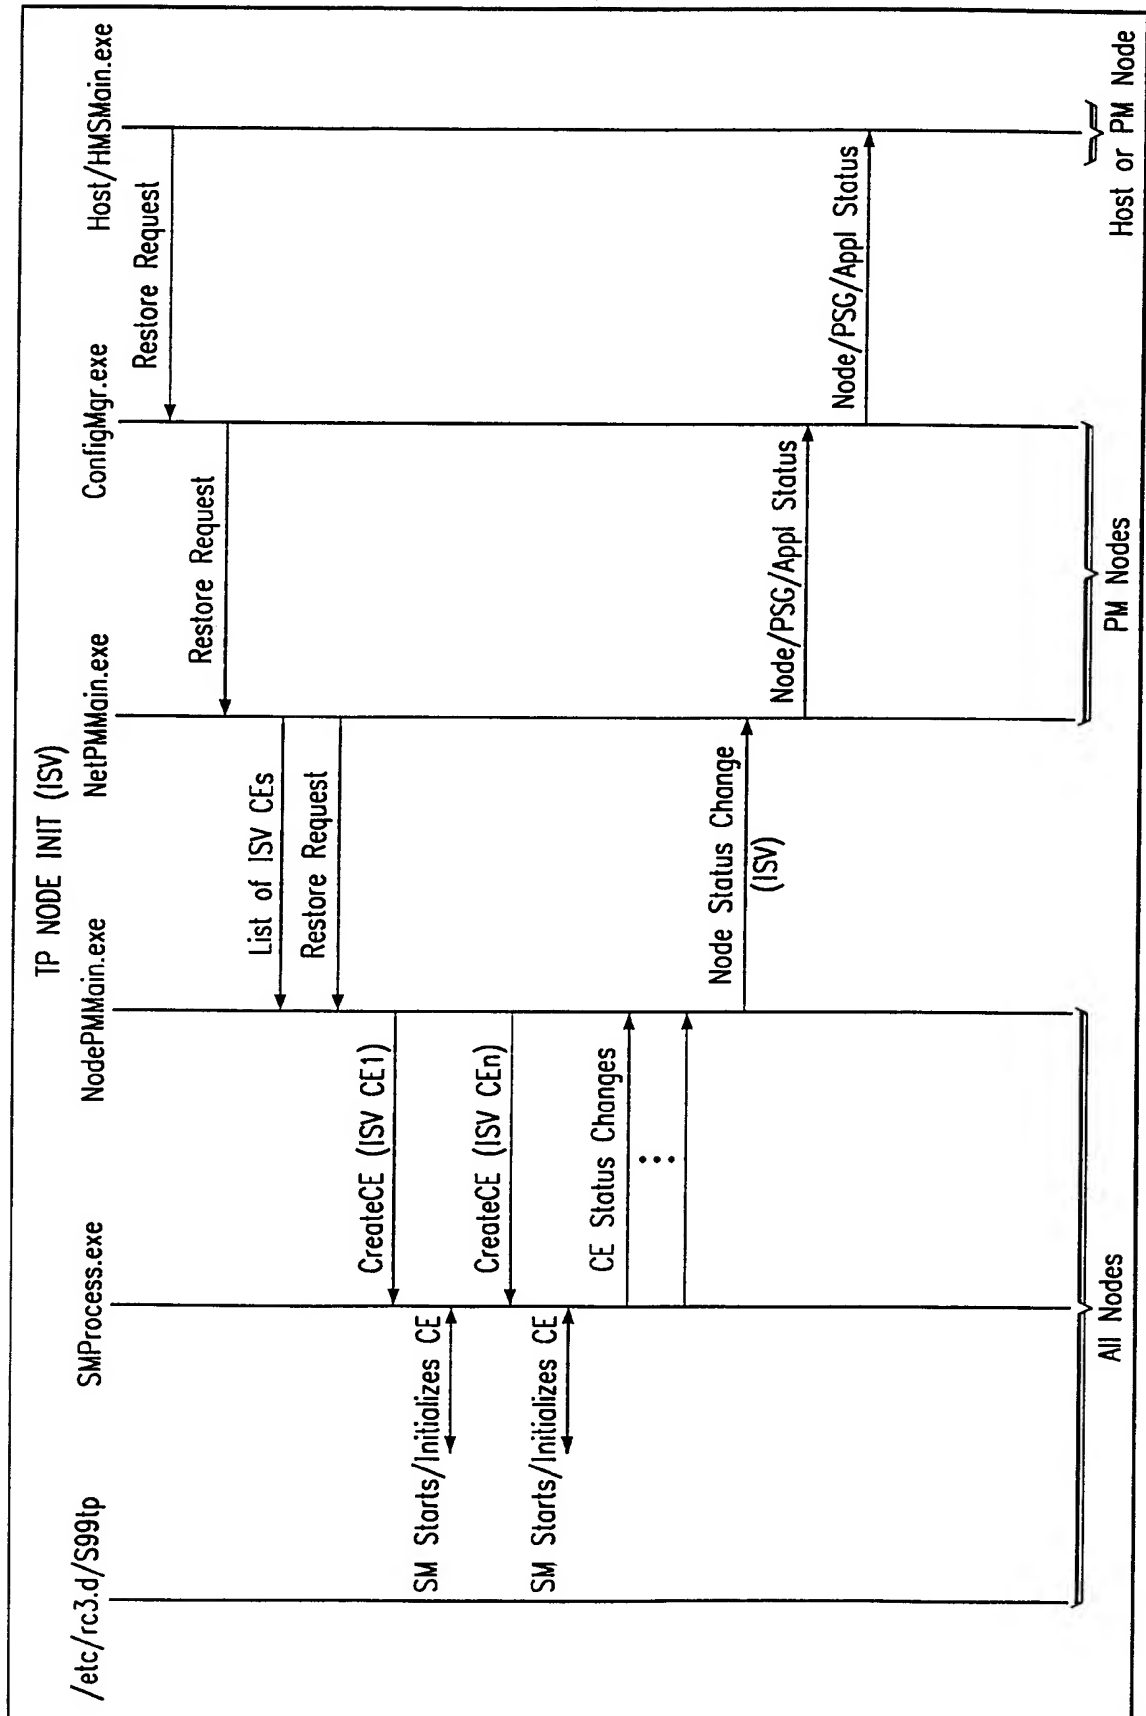 TP NODE INIT (ISV)
/etc/rc3.d/S99tp
SMProcess.exe
NodePMMain.exe
NetPMMain.exe
ConfigMgr.exe
Host/HMSMain.exe
Restore Request
Restore Request
List of ISV CEs
Restore Request
CreateCE (ISV CE1)
SM Starts/Initializes CE
CreateCE (ISV CEn)
SM Starts/Initializes CE
CE Status Changes
...
Node Status Change
(ISV)
Node/PSG/Appl Status
Node/PSG/Appl Status
All Nodes
PM Nodes
Host or PM Node